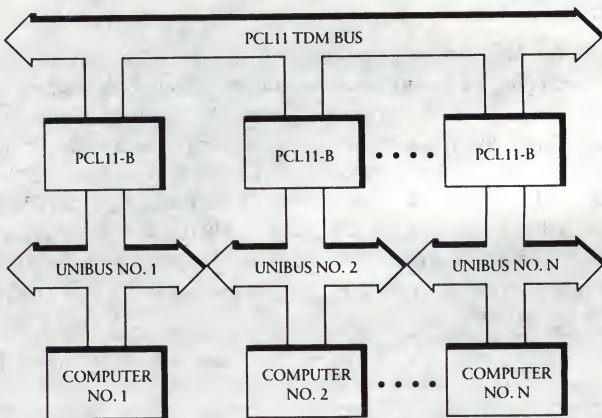 PCL11 TDM BUS
PCL11-B
PCL11-B
PCL11-B
UNIBUS NO. 1
UNIBUS NO. 2
UNIBUS NO. N
COMPUTER
NO. 1
COMPUTER
NO. 2
COMPUTER
NO. N